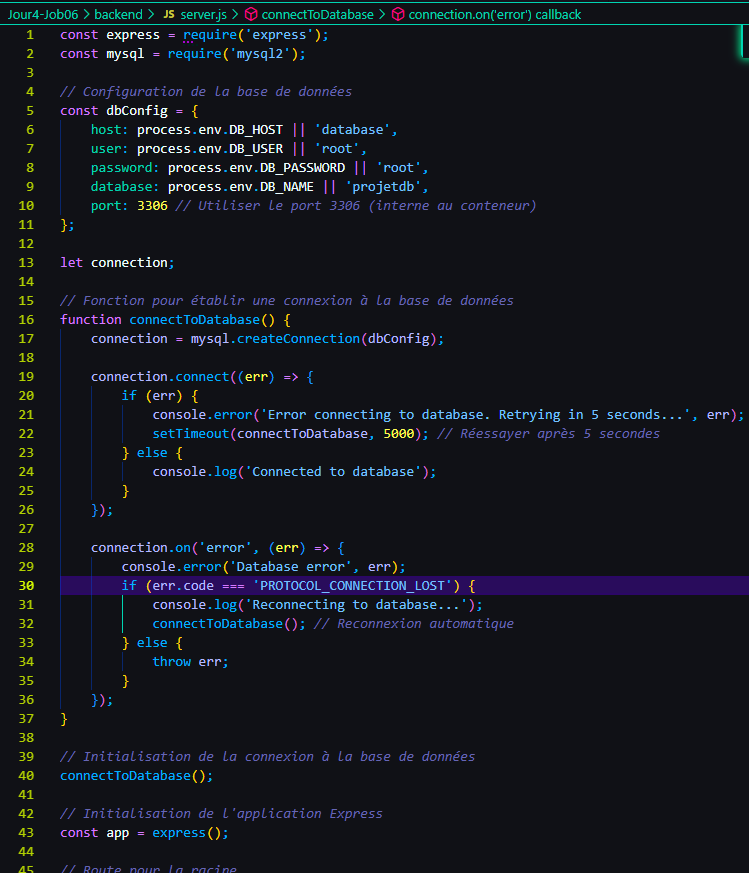 Jour4-Job06 > backend > JS server.js > connectToDatabase > connection.on('error') callback
1 const express = require('express');
2 const mysql = require('mysql2');
3
4 // Configuration de la base de données
5 const dbConfig = {
6     host: process.env.DB_HOST || 'database',
7     user: process.env.DB_USER || 'root',
8     password: process.env.DB_PASSWORD || 'root',
9     database: process.env.DB_NAME || 'projetdb',
10     port: 3306 // Utiliser le port 3306 (interne au conteneur)
11 };
12
13 let connection;
14
15 // Fonction pour établir une connexion à la base de données
16 function connectToDatabase() {
17     connection = mysql.createConnection(dbConfig);
18
19     connection.connect((err) => {
20         if (err) {
21             console.error('Error connecting to database. Retrying in 5 seconds...', err);
22             setTimeout(connectToDatabase, 5000); // Réessayer après 5 secondes
23         } else {
24             console.log('Connected to database');
25         }
26     });
27
28     connection.on('error', (err) => {
29         console.error('Database error', err);
30         if (err.code === 'PROTOCOL_CONNECTION_LOST') {
31             console.log('Reconnecting to database...');
32             connectToDatabase(); // Reconnexion automatique
33         } else {
34             throw err;
35         }
36     });
37 }
38
39 // Initialisation de la connexion à la base de données
40 connectToDatabase();
41
42 // Initialisation de l'application Express
43 const app = express();
44
45 // Route pour la racine